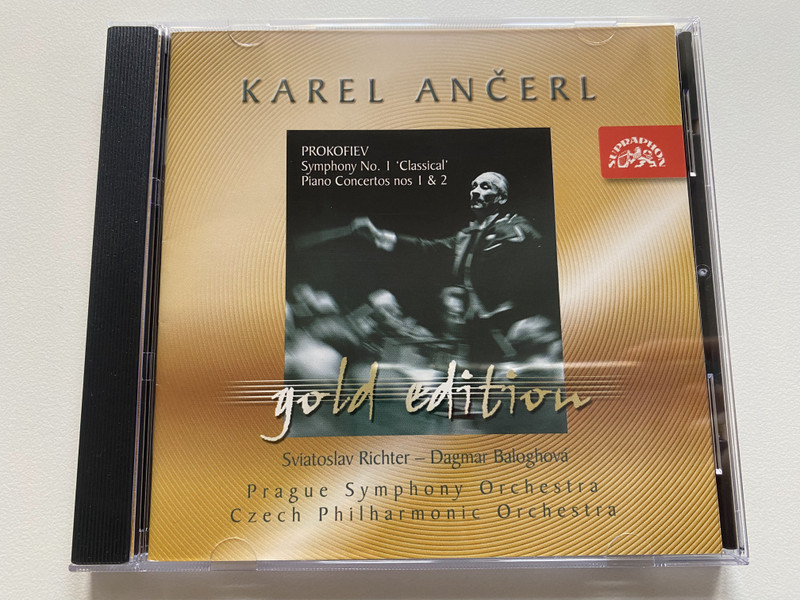 KAREL ANČERL
PROKOFIEV
Symphony No. 1 ‘Classical’
Piano Concertos nos 1 & 2
SUPRAPHON
gold edition
Sviatoslav Richter – Dagmar Baloghová
Prague Symphony Orchestra
Czech Philharmonic Orchestra